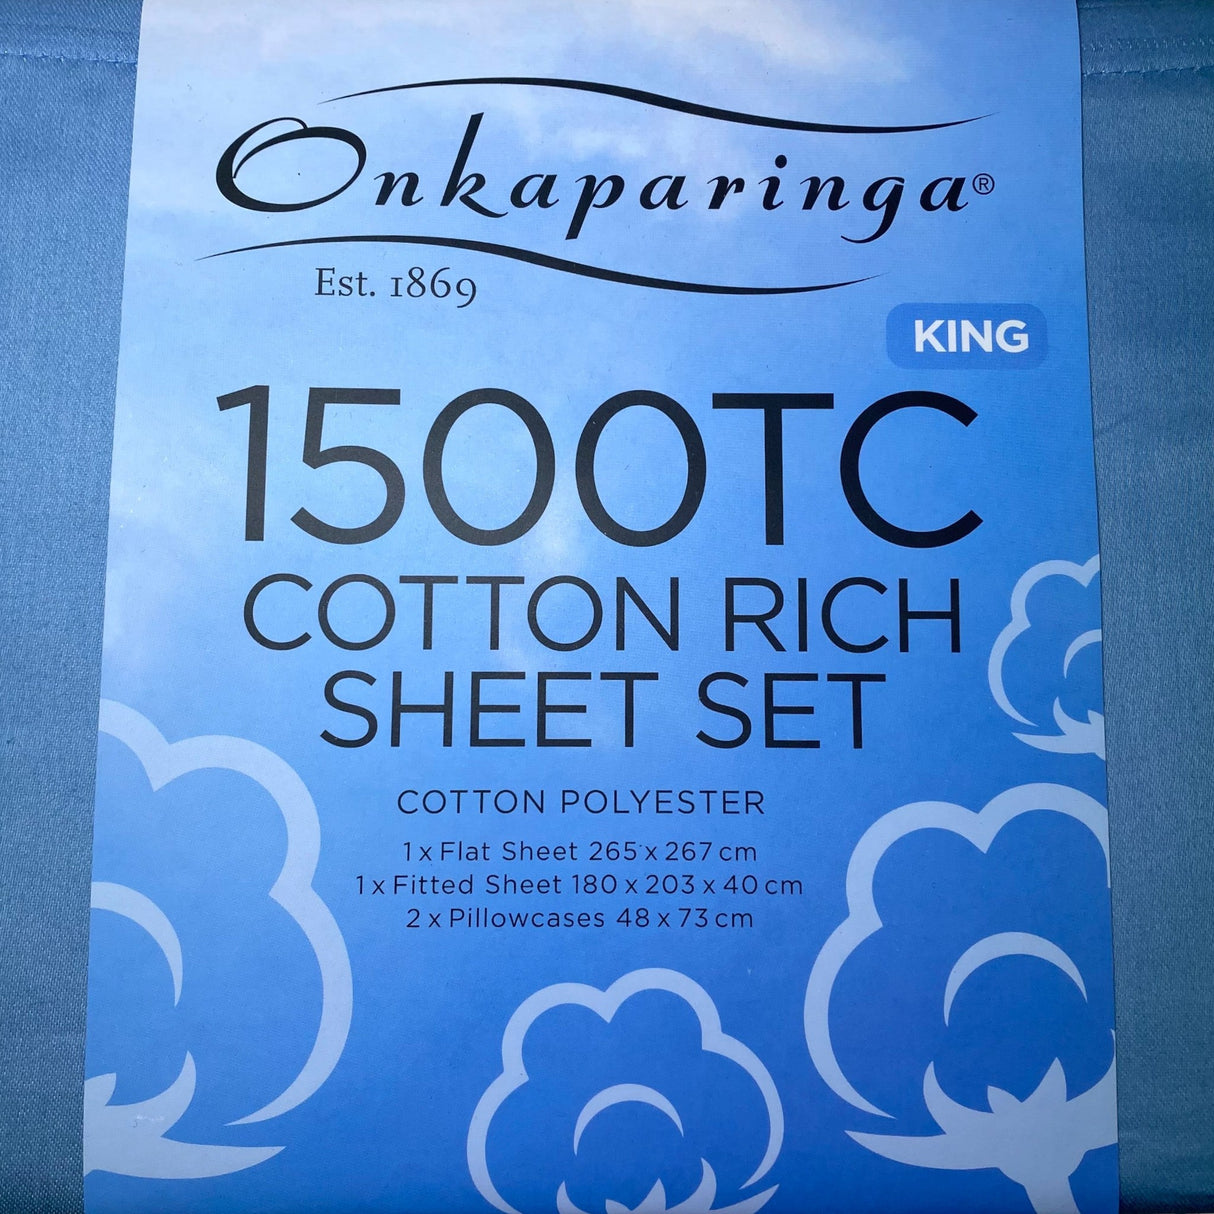 Onkaparinga®
Est. 1869
KING
1500TC
COTTON RICH
SHEET SET
COTTON POLYESTER
1 x Flat Sheet 265 x 267 cm
1 x Fitted Sheet 180 x 203 x 40 cm
2 x Pillowcases 48 x 73 cm